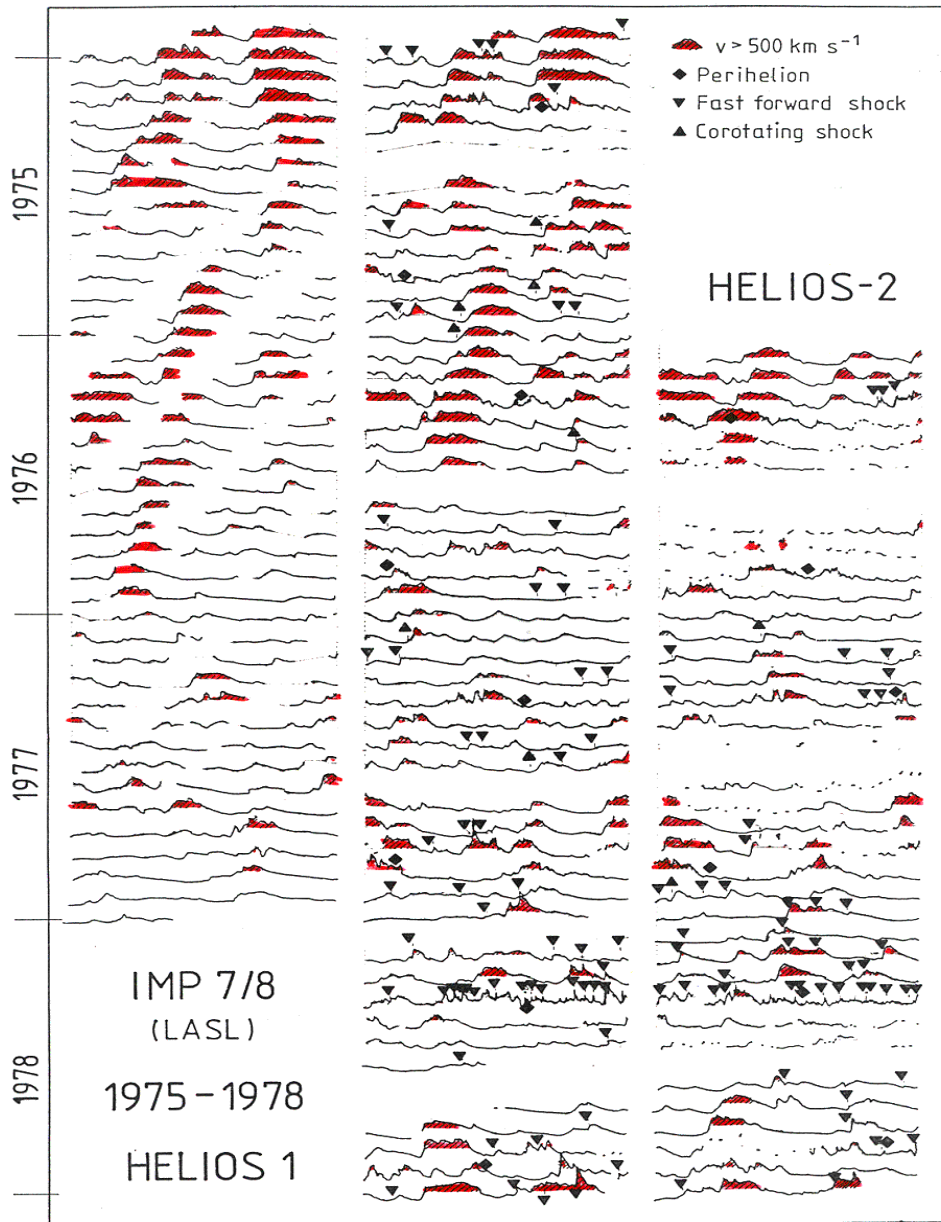 v > 500 km s⁻¹
Perihelion
Fast forward shock
Corotating shock
1975
HELIOS-2
1976
1977
IMP 7/8
(LASL)
1978
1975-1978
HELIOS 1